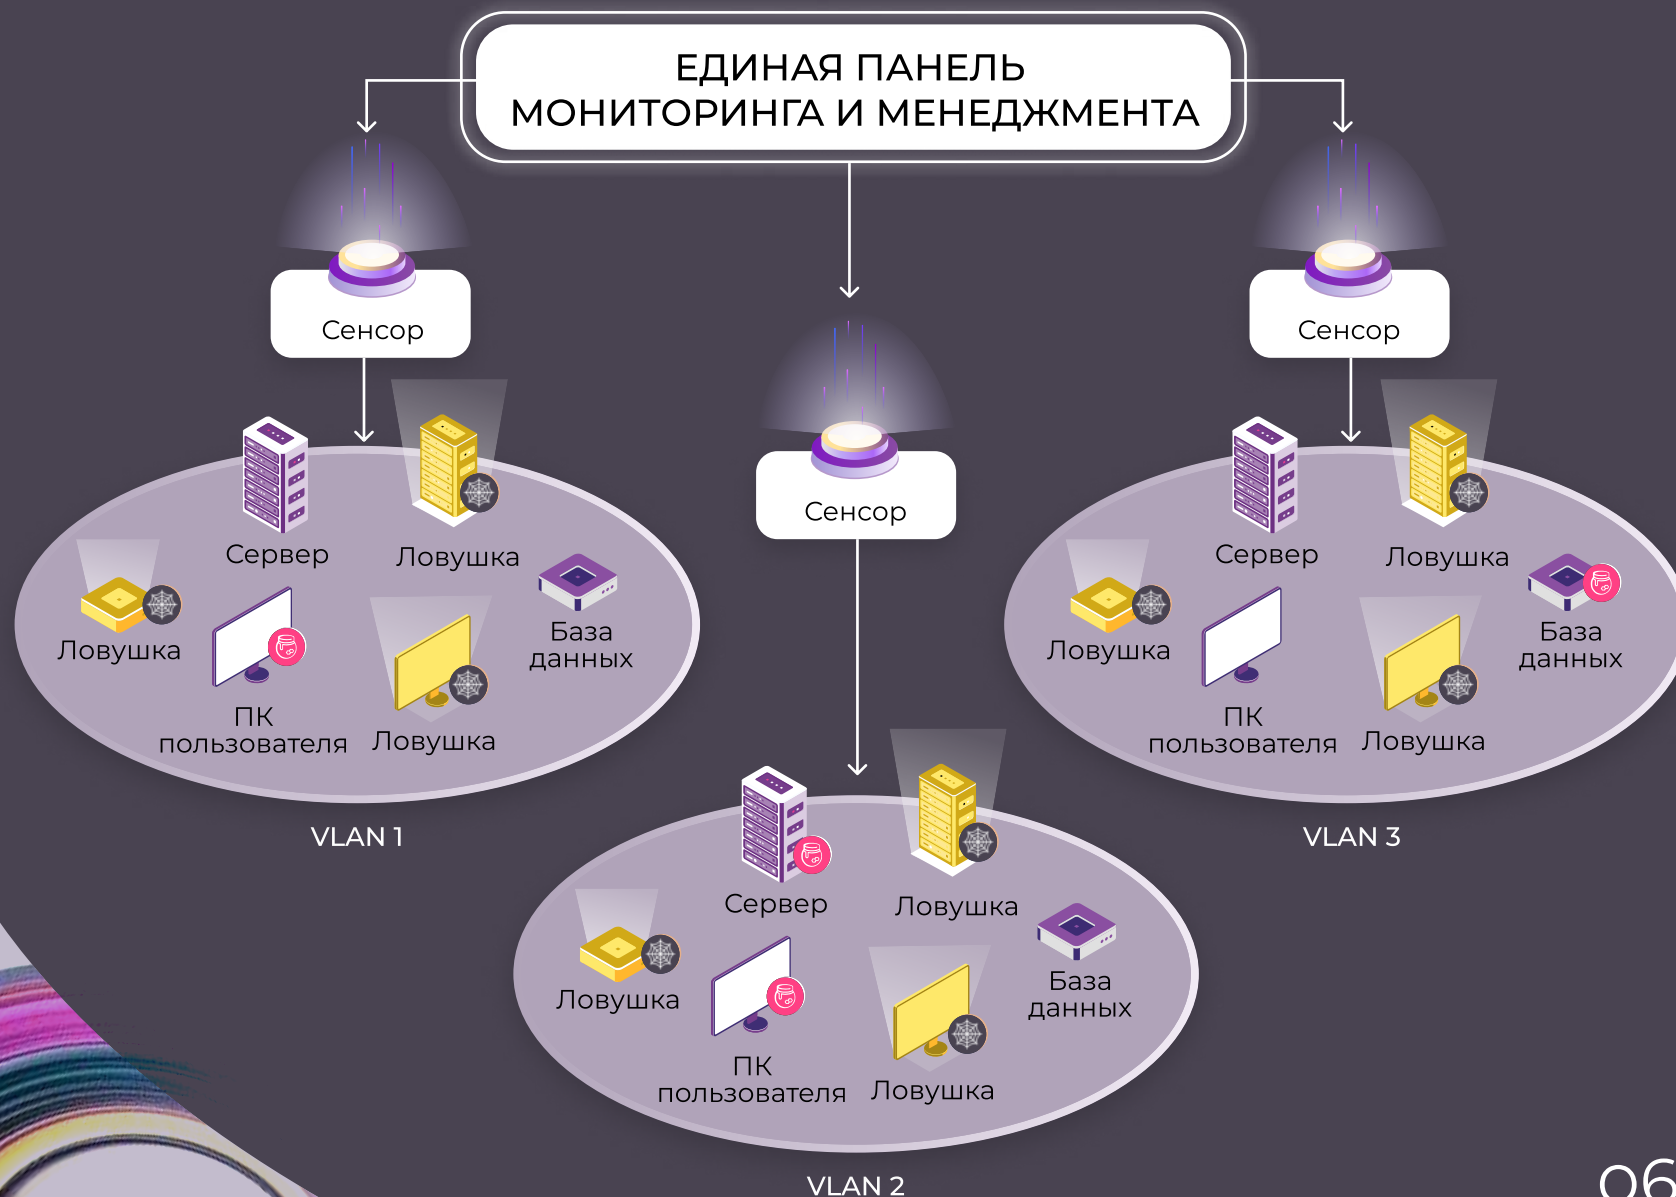 ЕДИНАЯ ПАНЕЛЬ
МОНИТОРИНГА И МЕНЕДЖМЕНТА
Сенсор
Сенсор
Сенсор
Сервер
Ловушка
Ловушка
База
данных
ПК
пользователя
Ловушка
VLAN 1
Сервер
Ловушка
Ловушка
База
данных
ПК
пользователя
Ловушка
VLAN 3
Сервер
Ловушка
Ловушка
База
данных
ПК
пользователя
Ловушка
VLAN 2
06